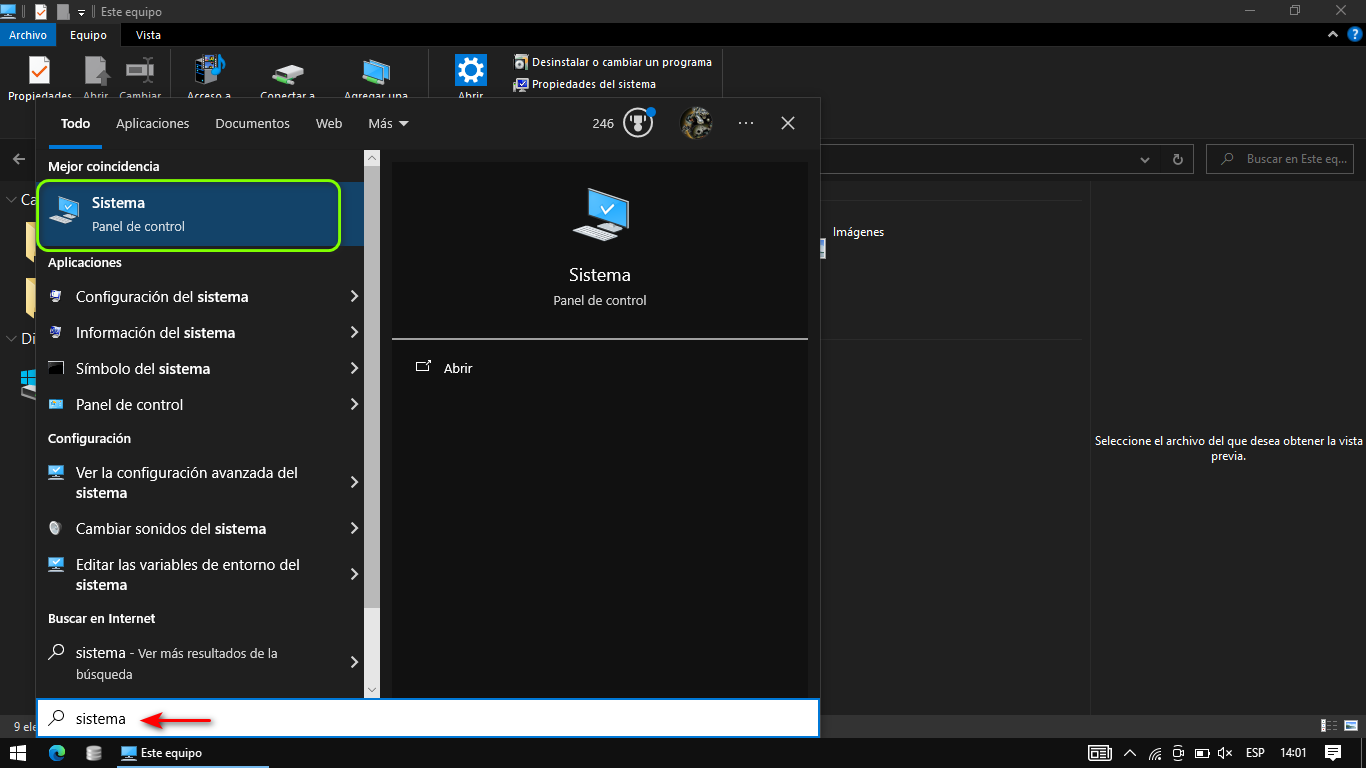 Este equipo
Archivo
Equipo
Vista
Propiedades
Abrir
Cambiar
Acceso a
Conectar a
Agregar una
Abrir
Desinstalar o cambiar un programa
Propiedades del sistema
Todo
Aplicaciones
Documentos
Web
Más
246
Buscar en Este eq...
Mejor coincidencia
Sistema
Panel de control
Aplicaciones
Configuración del sistema
Información del sistema
Símbolo del sistema
Panel de control
Configuración
Ver la configuración avanzada del
sistema
Cambiar sonidos del sistema
Editar las variables de entorno del
sistema
Buscar en Internet
sistema - Ver más resultados de la
búsqueda
sistema
Sistema
Panel de control
Abrir
Ca
Di
Imágenes
Seleccione el archivo del que desea obtener la vista
previa.
9 ele
Este equipo
ESP
14:01